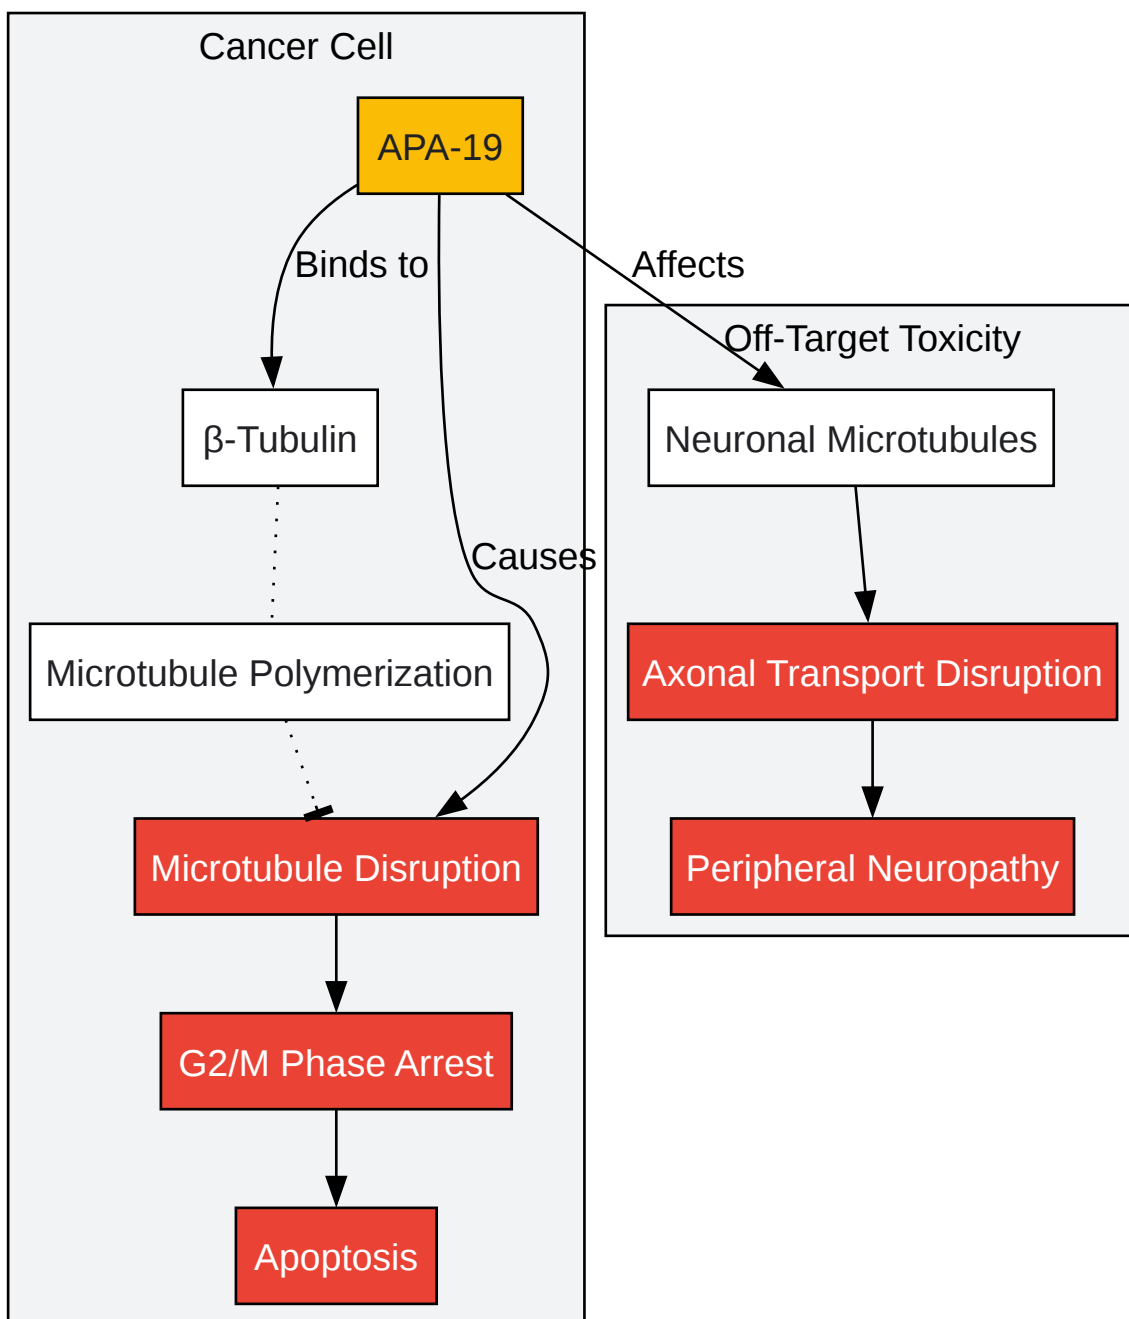 Cancer Cell
APA-19
Binds to
Affects
Off-Target Toxicity
β-Tubulin
Neuronal Microtubules
Causes
Microtubule Polymerization
Axonal Transport Disruption
Microtubule Disruption
Peripheral Neuropathy
G2/M Phase Arrest
Apoptosis